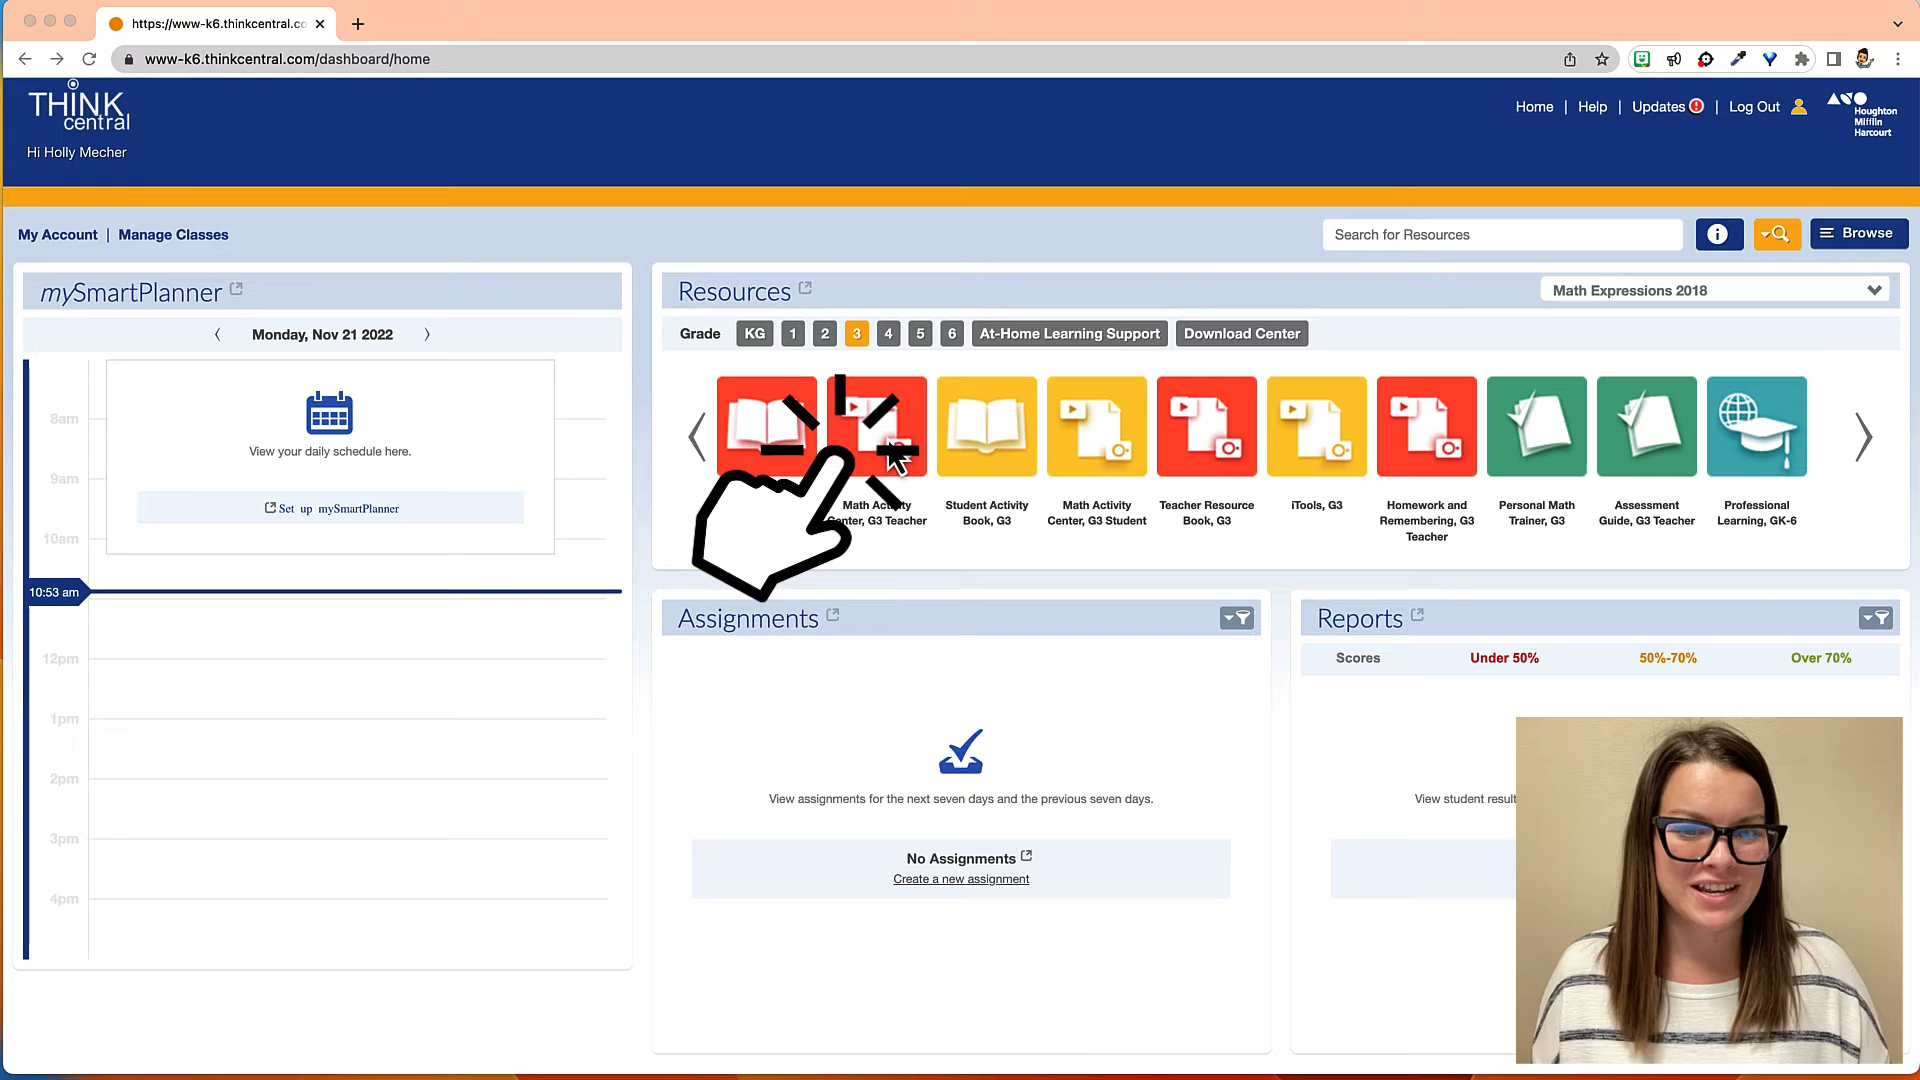 https://www-k6.thinkcentral.co
www-k6.thinkcentral.com/dashboard/home
THINK
central
Hi Holly Mecher
Home | Help | Updates | Log Out
Houghton
Mifflin
Harcourt
My Account | Manage Classes
Search for Resources
Browse
mySmartPlanner
Monday, Nov 21 2022
8am
View your daily schedule here.
9am
Set up mySmartPlanner
10am
10:53 am
12pm
1pm
2pm
3pm
4pm
Resources
Math Expressions 2018
Grade KG 1 2 3 4 5 6 At-Home Learning Support Download Center
Math Activity
Center, G3 Teacher
Student Activity
Book, G3
Math Activity
Center, G3 Student
Teacher Resource
Book, G3
iTools, G3
Homework and
Remembering, G3
Teacher
Personal Math
Trainer, G3
Assessment
Guide, G3 Teacher
Professional
Learning, GK-6
Assignments
View assignments for the next seven days and the previous seven days.
No Assignments
Create a new assignment
Reports
Scores Under 50% 50%-70% Over 70%
View student result